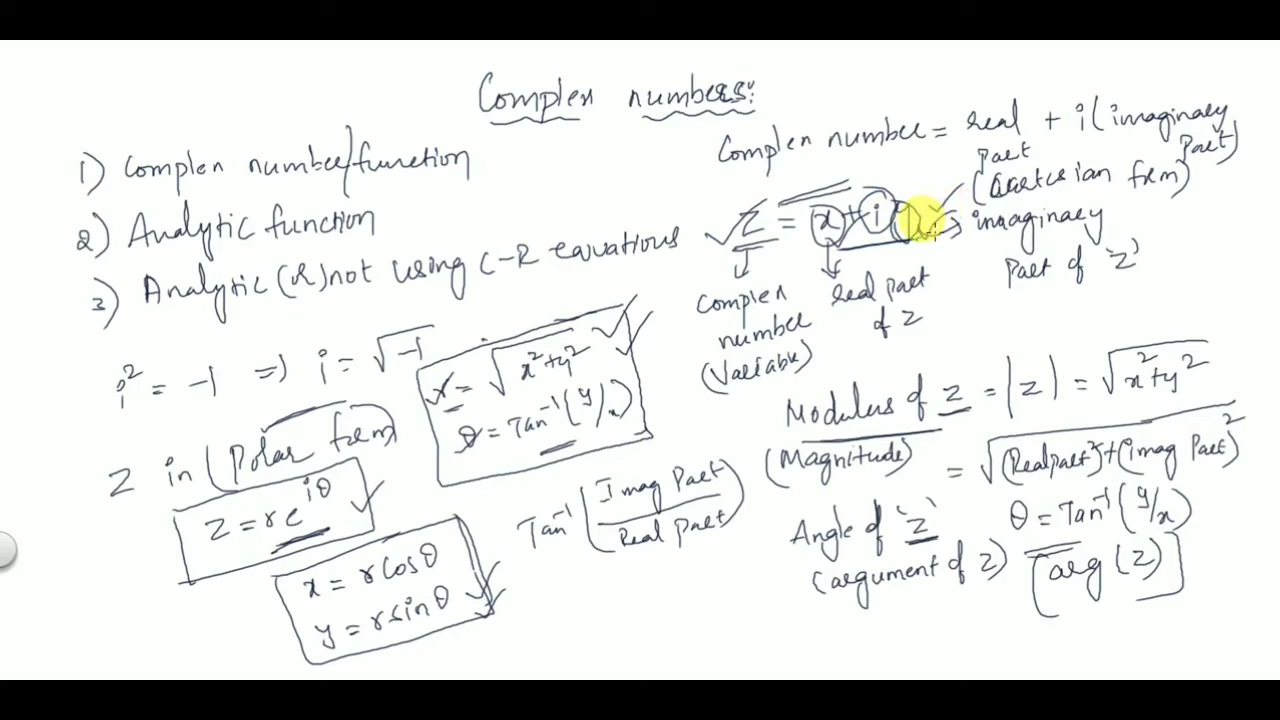 Complex numbers:
1) Complex number/function
2) Analytic function
3) Analytic (or) not using C-R equations
i² = -1 => i = √-1
Z in (Polar form)
Z = re^iθ
x = r cosθ
y = r sinθ
r = √x²+y²
θ = Tan⁻¹(y/x)
Tan⁻¹(Imag Part/Real Part)
Complex number = real part + i(imaginary part)
(Cartesian form)
Z = x + iy
Complex number (Variable)
real part of Z
imaginary part of 'Z'
Modulus of Z = |Z| = √x²+y²
(Magnitude) = √(Real part)²+(imag Part)²
Angle of 'Z' θ = Tan⁻¹(y/x)
(argument of Z) [arg(Z)]